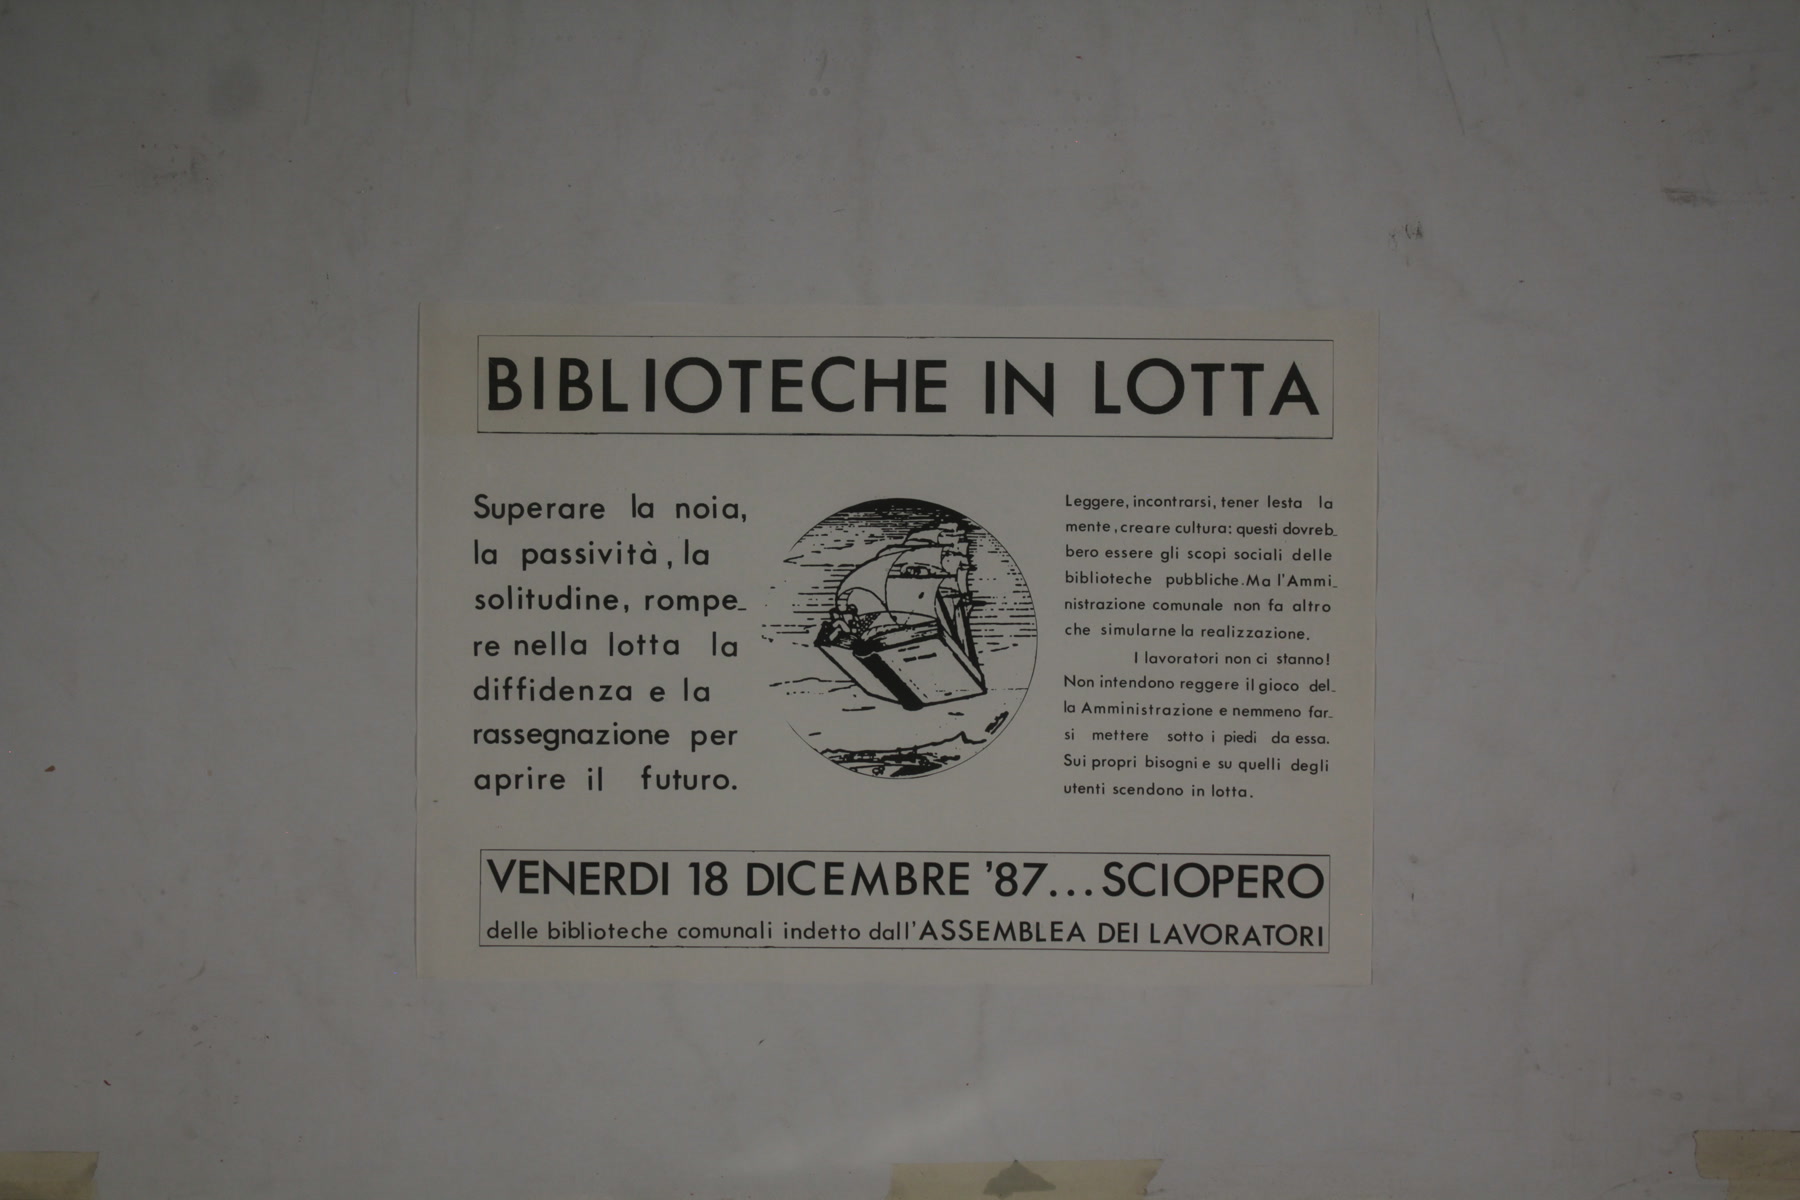 BIBLIOTECHE IN LOTTA
Superare la noia,
la passività, la
solitudine, rompe_
re nella lotta la
diffidenza e la
rassegnazione per
aprire il futuro.
Leggere, incontrarsi, tener lesta la
mente, creare cultura: questi dovreb_
bero essere gli scopi sociali delle
biblioteche pubbliche. Ma l'Ammi_
nistrazione comunale non fa altro
che simularne la realizzazione.
I lavoratori non ci stanno!
Non intendono reggere il gioco del_
la Amministrazione e nemmeno far_
si mettere sotto i piedi da essa.
Sui propri bisogni e su quelli degli
utenti scendono in lotta.
VENERDI 18 DICEMBRE '87...SCIOPERO
delle biblioteche comunali indetto dall'ASSEMBLEA DEI LAVORATORI